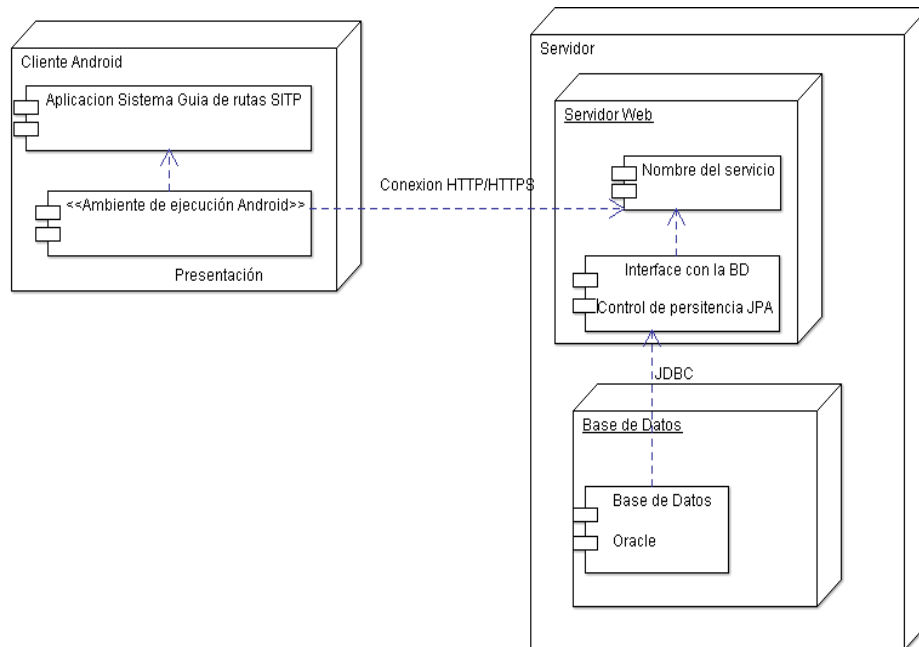 Cliente Android
Aplicacion Sistema Guia de rutas SITP
<<Ambiente de ejecución Android>>
Presentación
Conexion HTTP/HTTPS
Servidor
Servidor Web
Nombre del servicio
Interface con la BD
Control de persitencia JPA
JDBC
Base de Datos
Base de Datos
Oracle